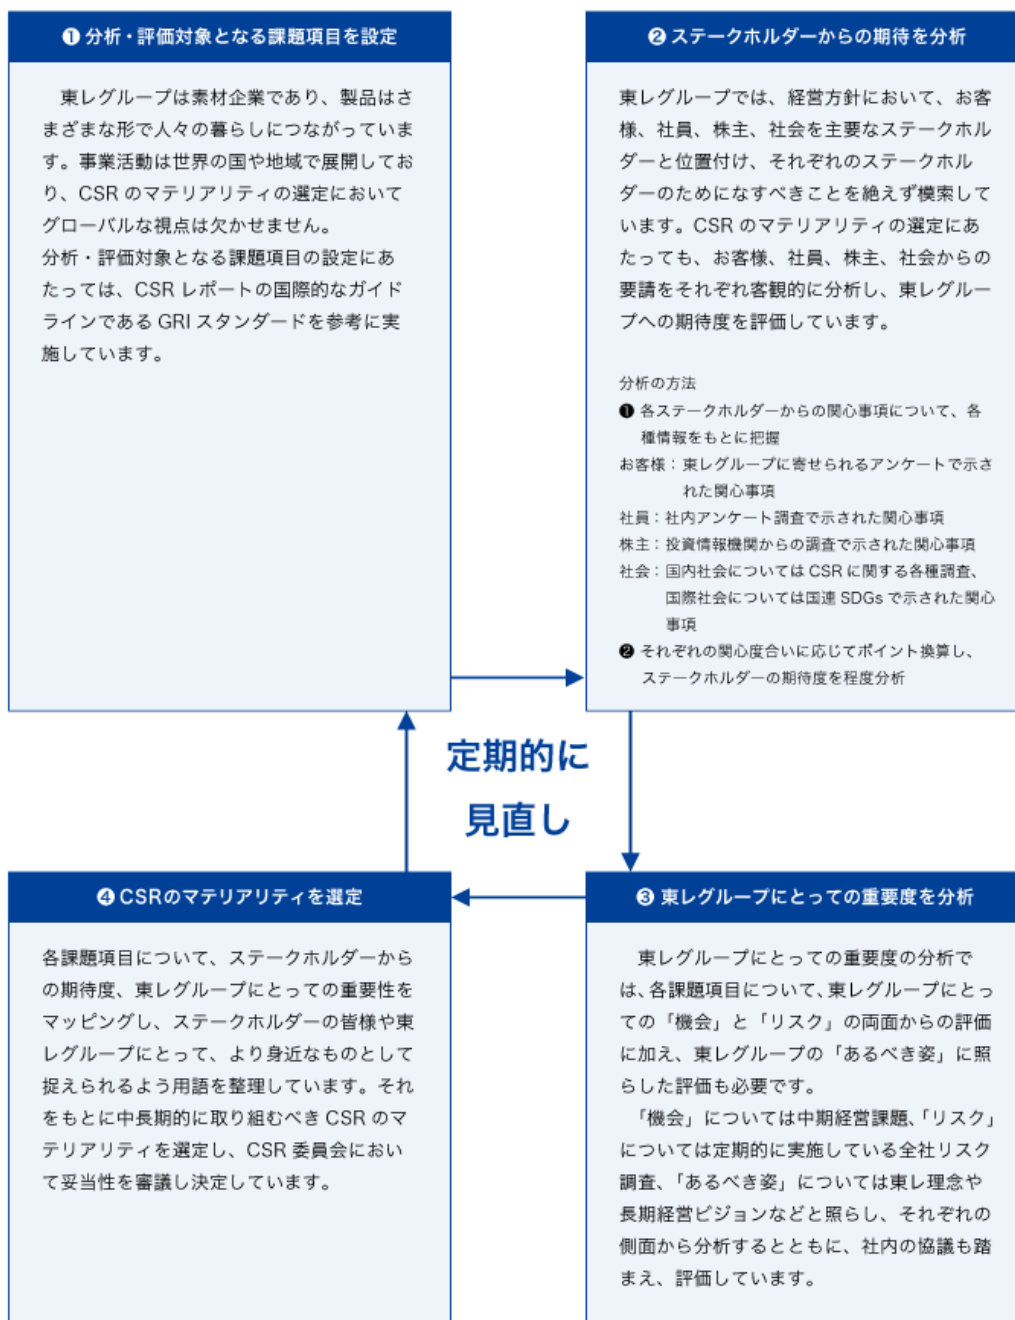 ❶ 分析・評価対象となる課題項目を設定
東レグループは素材企業であり、製品はさ
まざまな形で人々の暮らしにつながっていま
す。事業活動は世界の国や地域で展開してお
り、CSR のマテリアリティの選定において
グローバルな視点は欠かせません。
分析・評価対象となる課題項目の設定にあ
たっては、CSR レポートの国際的なガイド
ラインである GRI スタンダードを参考に実
施しています。
❷ ステークホルダーからの期待を分析
東レグループでは、経営方針において、お客
様、社員、株主、社会を主要なステークホル
ダーと位置付け、それぞれのステークホル
ダーのためになすべきことを絶えず模索して
います。CSR のマテリアリティの選定にあ
たっても、お客様、社員、株主、社会からの
要請をそれぞれ客観的に分析し、東レグルー
プへの期待度を評価しています。
分析の方法
❶ 各ステークホルダーからの関心事項について、各
種情報をもとに把握
お客様：東レグループに寄せられるアンケートで示さ
れた関心事項
社員：社内アンケート調査で示された関心事項
株主：投資情報機関からの調査で示された関心事項
社会：国内社会については CSR に関する各種調査、
国際社会については国連 SDGs で示された関心
事項
❷ それぞれの関心度合いに応じてポイント換算し、
ステークホルダーの期待度を程度分析
定期的に
見直し
❸ 東レグループにとっての重要度を分析
東レグループにとっての重要度の分析で
は、各課題項目について、東レグループにとっ
ての「機会」と「リスク」の両面からの評価
に加え、東レグループの「あるべき姿」に照
らした評価も必要です。
「機会」については中期経営課題、「リスク」
については定期的に実施している全社リスク
調査、「あるべき姿」については東レ理念や
長期経営ビジョンなどと照らし、それぞれの
側面から分析するとともに、社内の協議も踏
まえ、評価しています。
❹ CSRのマテリアリティを選定
各課題項目について、ステークホルダーから
の期待度、東レグループにとっての重要性を
マッピングし、ステークホルダーの皆様や東
レグループにとって、より身近なものとして
捉えられるよう用語を整理しています。それ
をもとに中長期的に取り組むべき CSR のマ
テリアリティを選定し、CSR 委員会におい
て妥当性を審議し決定しています。